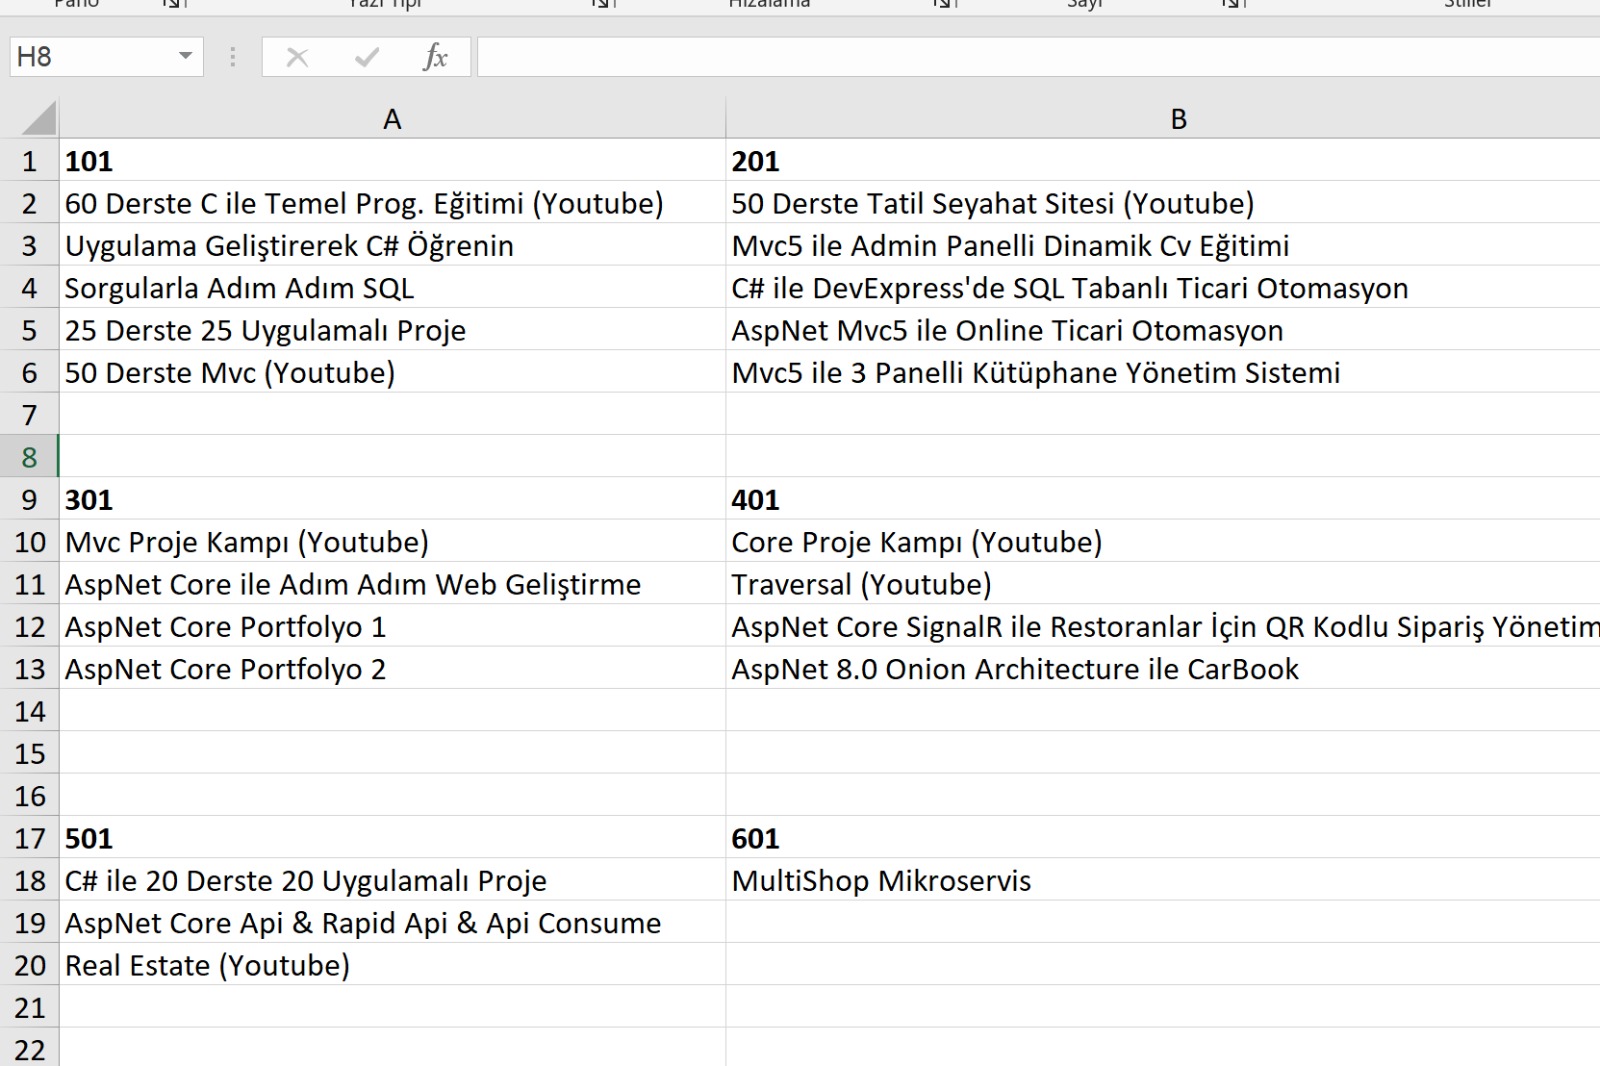 Pano Yazı Tipi Hizalama Sayı Stiller
H8 fx
A B
1 101 201
2 60 Derste C ile Temel Prog. Eğitimi (Youtube) 50 Derste Tatil Seyahat Sitesi (Youtube)
3 Uygulama Geliştirerek C# Öğrenin Mvc5 ile Admin Panelli Dinamik Cv Eğitimi
4 Sorgularla Adım Adım SQL C# ile DevExpress'de SQL Tabanlı Ticari Otomasyon
5 25 Derste 25 Uygulamalı Proje AspNet Mvc5 ile Online Ticari Otomasyon
6 50 Derste Mvc (Youtube) Mvc5 ile 3 Panelli Kütüphane Yönetim Sistemi
7
8
9 301 401
10 Mvc Proje Kampı (Youtube) Core Proje Kampı (Youtube)
11 AspNet Core ile Adım Adım Web Geliştirme Traversal (Youtube)
12 AspNet Core Portfolyo 1 AspNet Core SignalR ile Restoranlar İçin QR Kodlu Sipariş Yönetim
13 AspNet Core Portfolyo 2 AspNet 8.0 Onion Architecture ile CarBook
14
15
16
17 501 601
18 C# ile 20 Derste 20 Uygulamalı Proje MultiShop Mikroservis
19 AspNet Core Api & Rapid Api & Api Consume
20 Real Estate (Youtube)
21
22